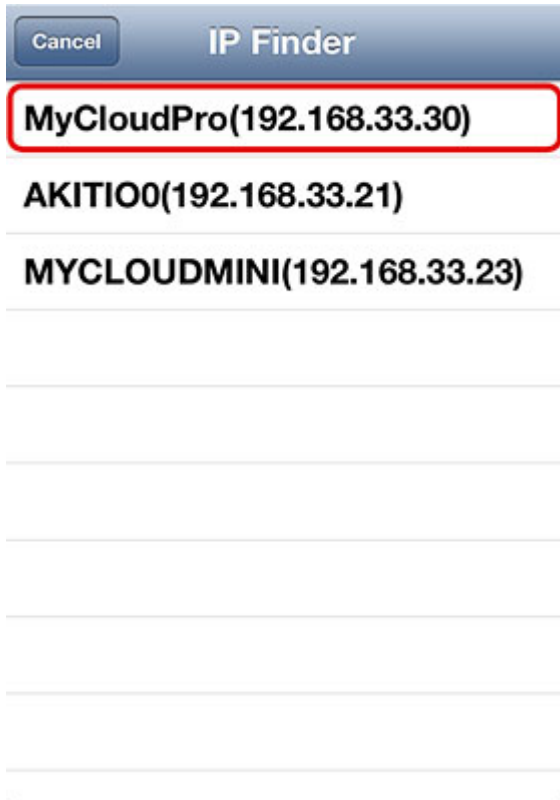 Cancel
IP Finder
MyCloudPro(192.168.33.30)
AKITIO0(192.168.33.21)
MYCLOUDMINI(192.168.33.23)